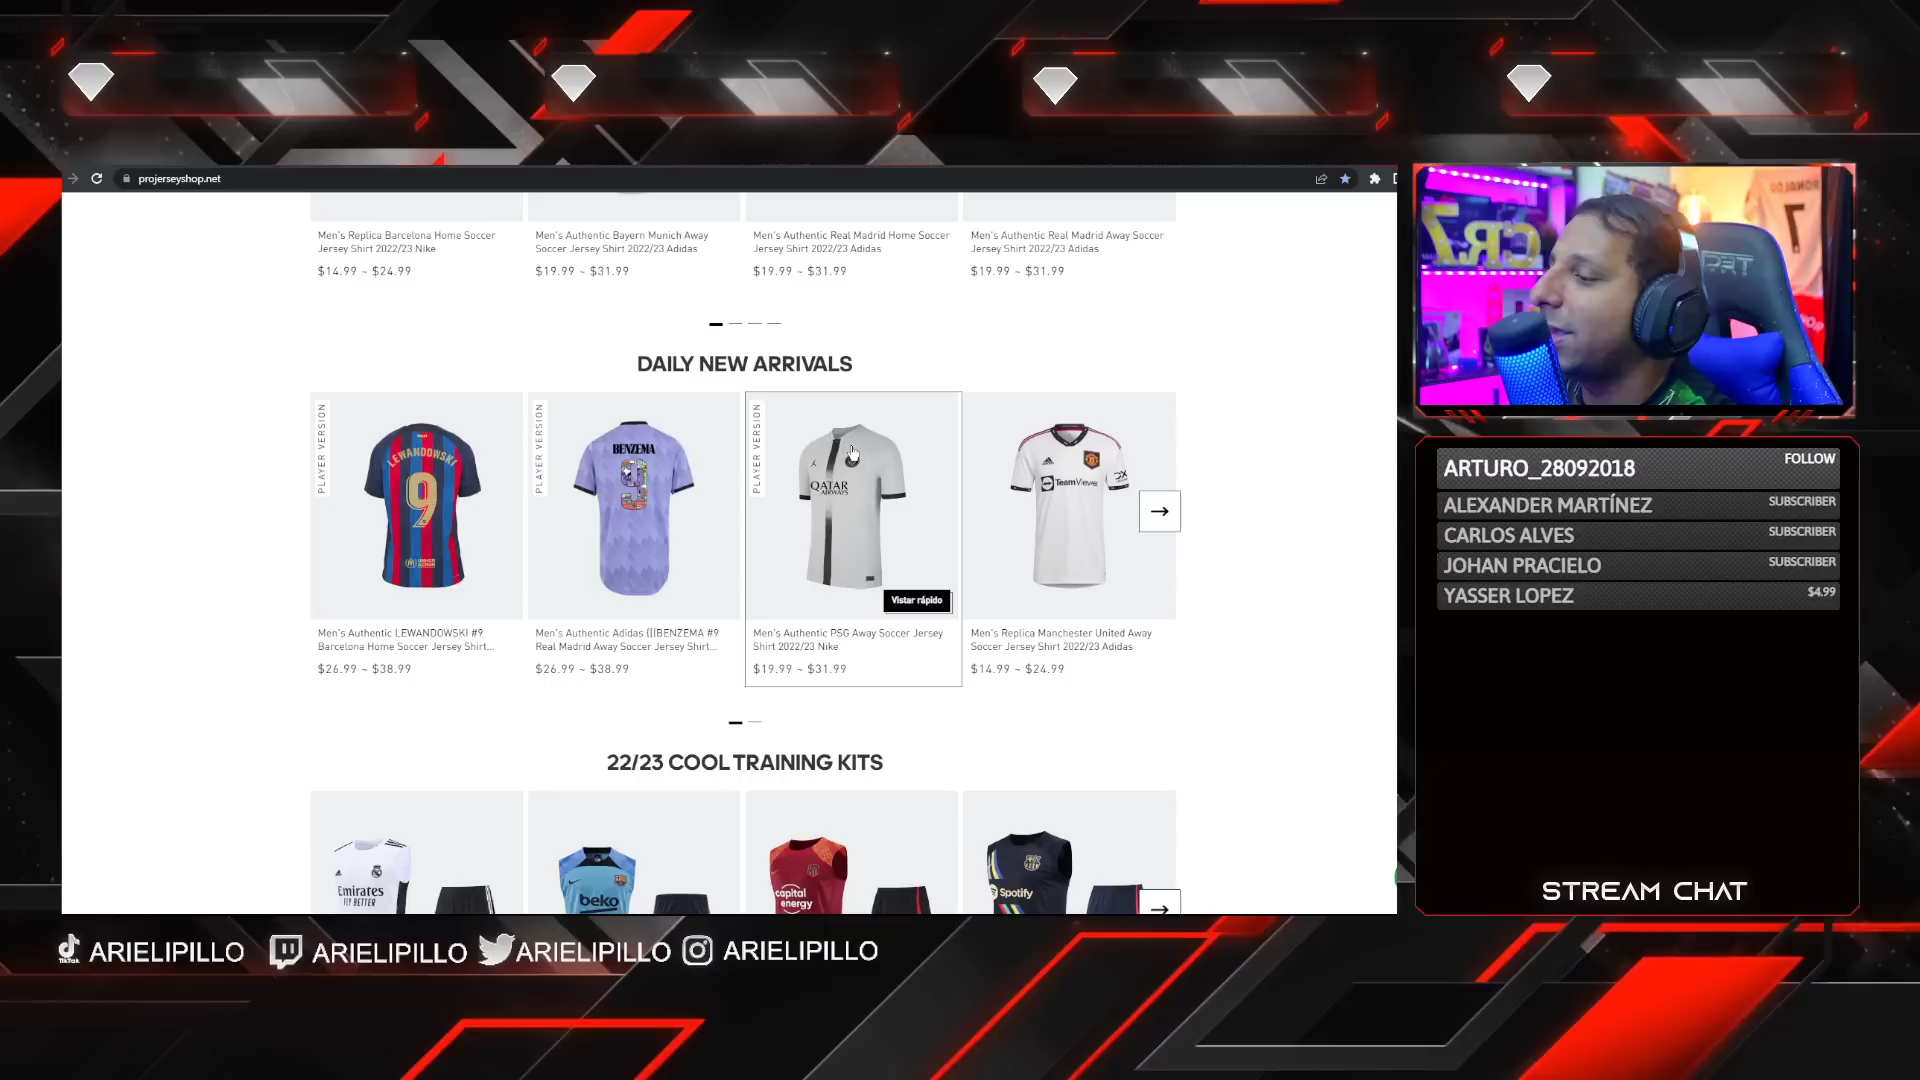 projerseyshop.net
Men's Replica Barcelona Home Soccer
Jersey Shirt 2022/23 Nike
$14.99 ~ $24.99
Men's Authentic Bayern Munich Away
Soccer Jersey Shirt 2022/23 Adidas
$19.99 ~ $31.99
Men's Authentic Real Madrid Home Soccer
Jersey Shirt 2022/23 Adidas
$19.99 ~ $31.99
Men's Authentic Real Madrid Away Soccer
Jersey Shirt 2022/23 Adidas
$19.99 ~ $31.99
DAILY NEW ARRIVALS
PLAYER VERSION
LEWANDOWSKI
9
PLAYER VERSION
BENZEMA
9
PLAYER VERSION
QATAR
AIRWAYS
TeamViewer
Vistar rápido
Men's Authentic LEWANDOWSKI #9
Barcelona Home Soccer Jersey Shirt...
$26.99 ~ $38.99
Men's Authentic Adidas {[(BENZEMA #9
Real Madrid Away Soccer Jersey Shirt...
$26.99 ~ $38.99
Men's Authentic PSG Away Soccer Jersey
Shirt 2022/23 Nike
$19.99 ~ $31.99
Men's Replica Manchester United Away
Soccer Jersey Shirt 2022/23 Adidas
$14.99 ~ $24.99
22/23 COOL TRAINING KITS
Emirates
FLY BETTER
beko
capital
energy
Spotify
CR7
RONALDO
7
ARTURO_28092018 FOLLOW
ALEXANDER MARTÍNEZ SUBSCRIBER
CARLOS ALVES SUBSCRIBER
JOHAN PRACIELO SUBSCRIBER
YASSER LOPEZ $4.99
STREAM CHAT
TikTok ARIELIPILLO ARIELIPILLO ARIELIPILLO ARIELIPILLO